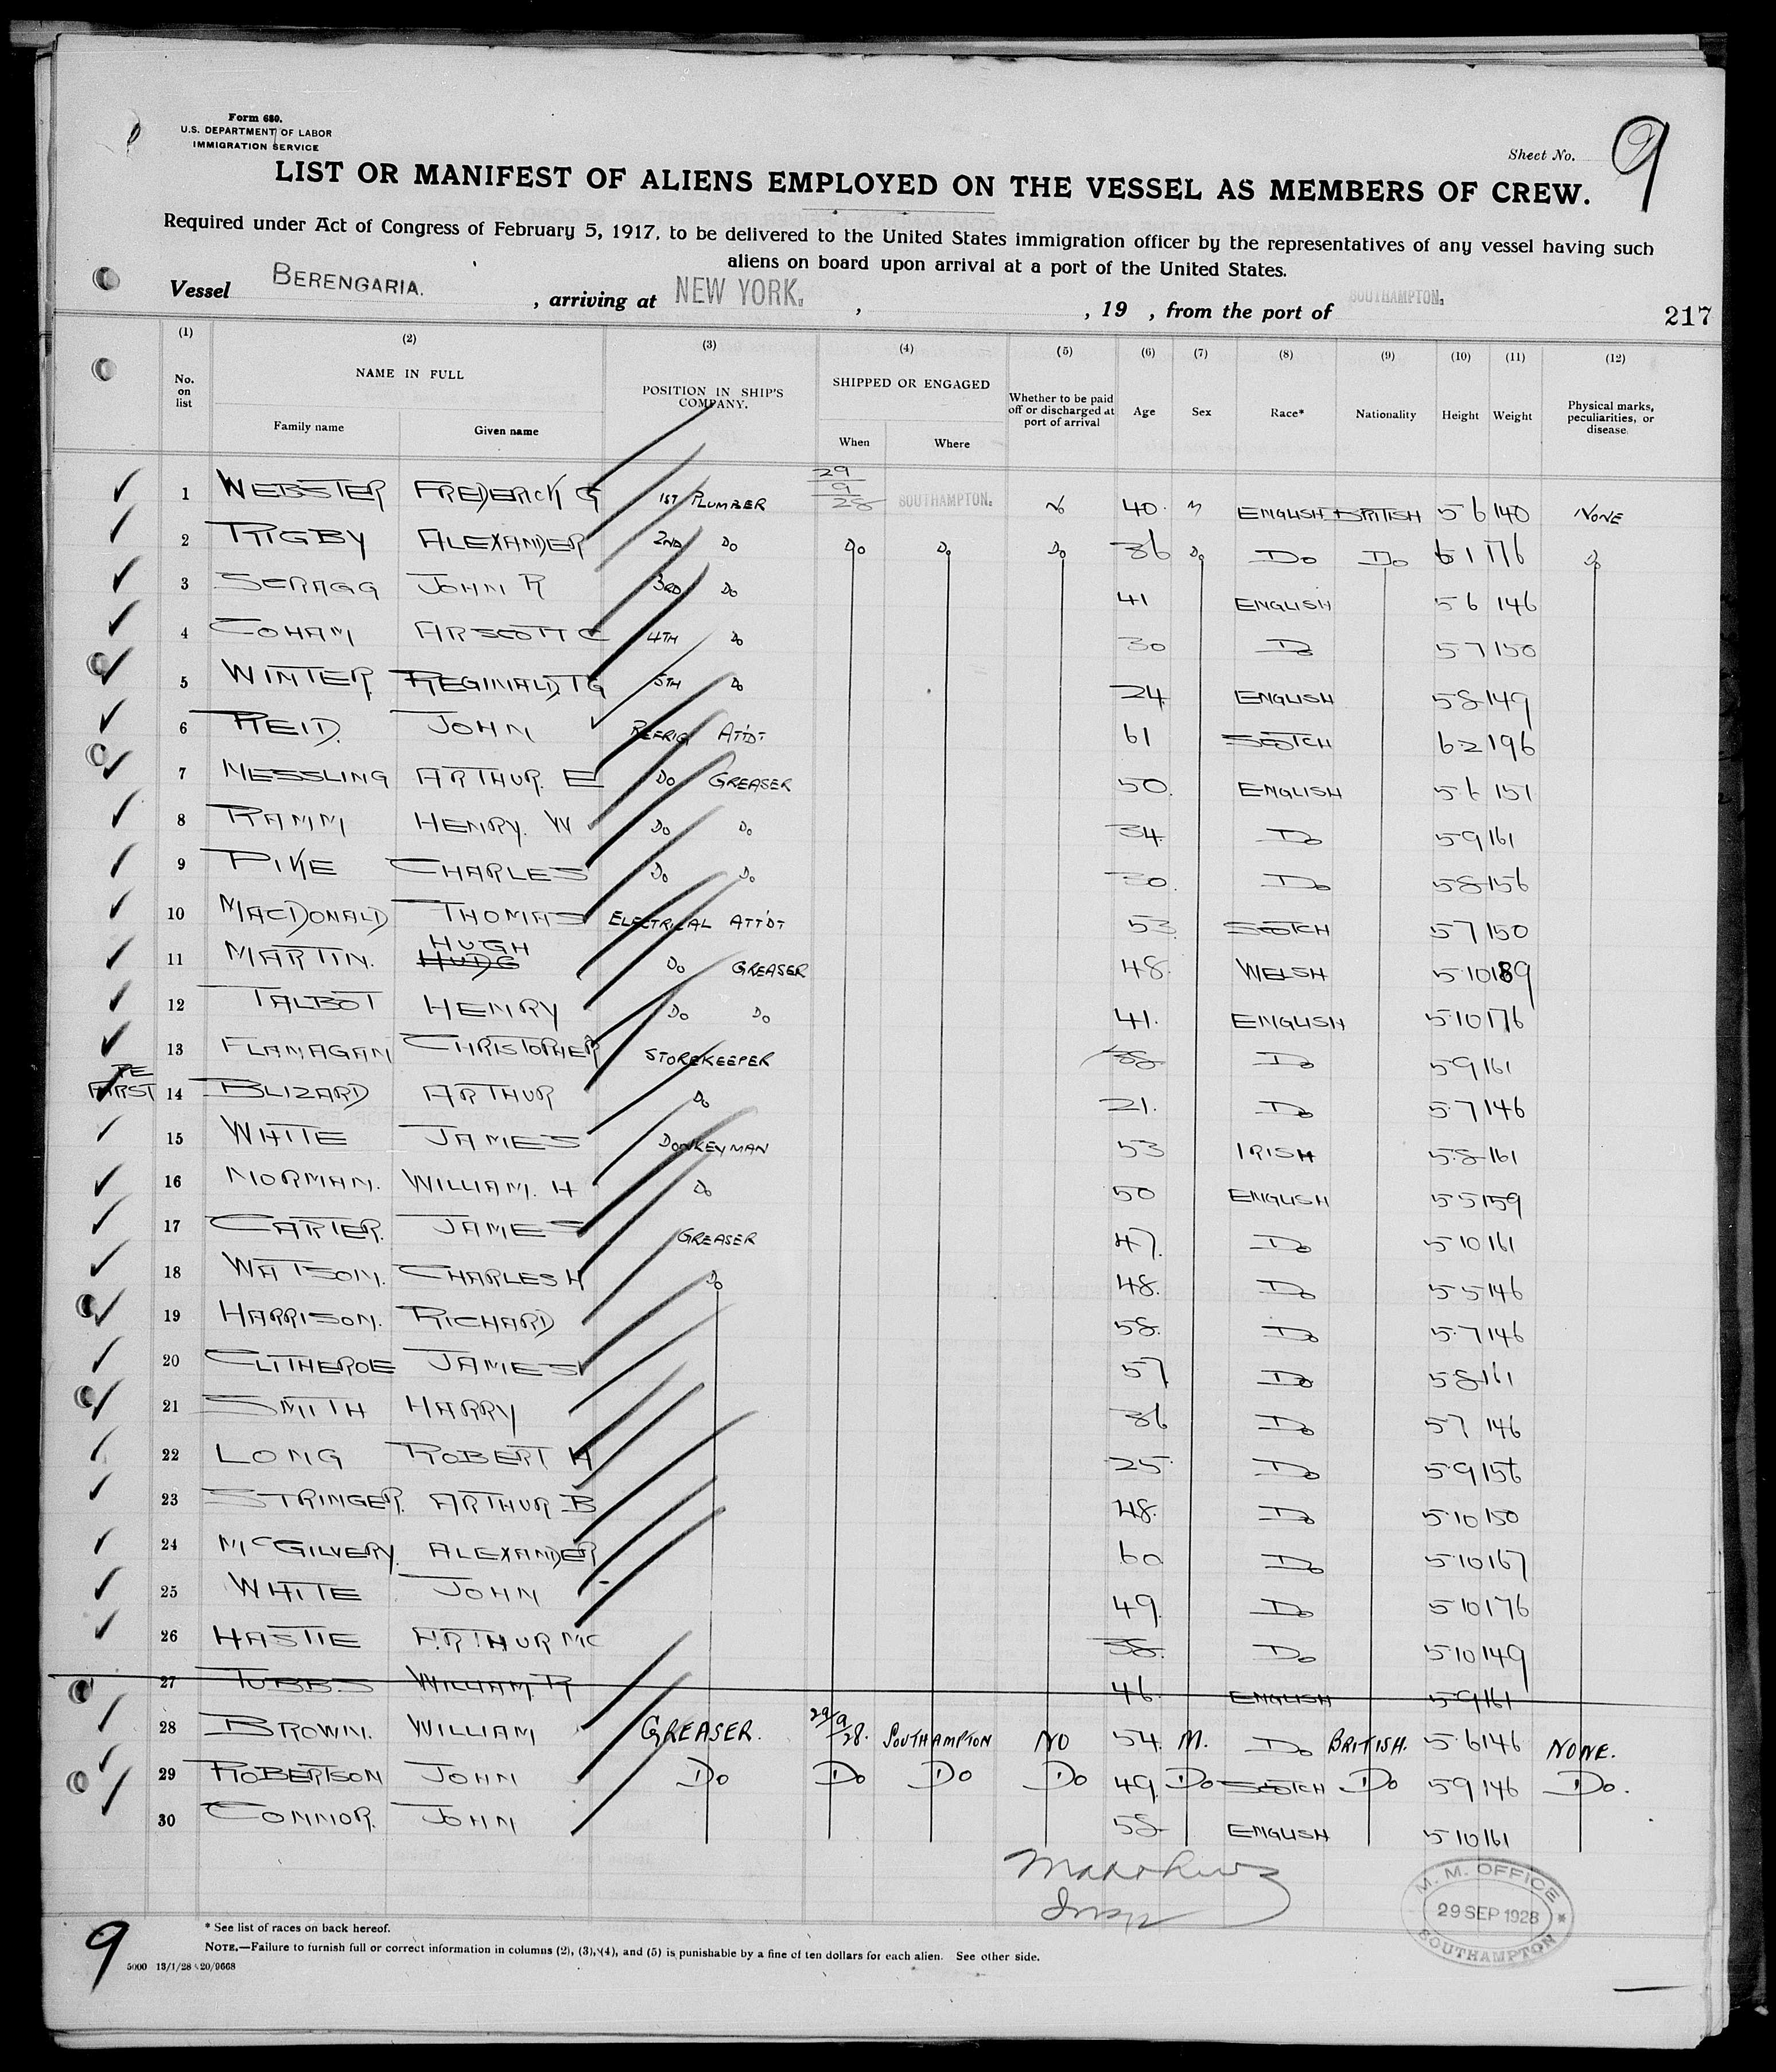 Form 680.
U.S. DEPARTMENT OF LABOR
IMMIGRATION SERVICE
Sheet No. 9
LIST OR MANIFEST OF ALIENS EMPLOYED ON THE VESSEL AS MEMBERS OF CREW.
Required under Act of Congress of February 5, 1917, to be delivered to the United States immigration officer by the representatives of any vessel having such
aliens on board upon arrival at a port of the United States.
Vessel BERENGARIA. , arriving at NEW YORK. , , 19 , from the port of SOUTHAMPTON.
217
(1) (2) (3) (4) (5) (6) (7) (8) (9) (10) (11) (12)
No. on list NAME IN FULL Family name Given name POSITION IN SHIP'S COMPANY. SHIPPED OR ENGAGED When Where Whether to be paid off or discharged at port of arrival Age Sex Race* Nationality Height Weight Physical marks, peculiarities, or disease
1 WEBSTER FREDERICK G 1ST PLUMBER 29/9/28 SOUTHAMPTON. No 40. M ENGLISH BRITISH 5 6 140 NONE
2 RIGBY ALEXANDER 2ND Do Do Do Do 36 Do Do Do 6 1 176 Do
3 SCRAGG JOHN R 3RD Do 41 ENGLISH 5 6 146
4 COHAM ARSCOTT C 4TH Do 30 Do 5 7 150
5 WINTER REGINALD T G 5TH Do 24 ENGLISH 5 8 149
6 REID. JOHN REFRIG ATT'DT 61 SCOTCH 6 2 196
7 NESSLING ARTHUR. E Do GREASER 50. ENGLISH 5 6 151
8 RAMM HENRY. W Do Do 34. Do 5 9 161
9 PIKE CHARLES Do Do 30. Do 5 8 156
10 MACDONALD THOMAS ELECTRICAL ATT'DT 53. SCOTCH 5 7 150
11 MARTIN. HUDG HUGH Do GREASER 48. WELSH 5 10 189
12 TALBOT HENRY Do Do 41. ENGLISH 5 10 176
13 FLANAGAN CHRISTOPHER STOREKEEPER 38 Do 5 9 161
14 BLIZARD ARTHUR Do 21. Do 5 7 146
15 WHITE JAMES DONKEYMAN 53 IRISH 5 8 161
16 NORMAN. WILLIAM. H Do 50 ENGLISH 5 5 159
17 CARTER. JAMES GREASER 47. Do 5 10 161
18 WATSON. CHARLES H Do 48. Do 5 5 146
19 HARRISON. RICHARD 58. Do 5 7 146
20 CLITHEROE JAMES 57 Do 5 8 161
21 SMITH HARRY 36 Do 5 7 146
22 LONG ROBERT H 25 Do 5 9 156
23 STRINGER. ARTHUR B 48. Do 5 10 150
24 McGILVERY. ALEXANDER 60 Do 5 10 167
25 WHITE JOHN 49. Do 5 10 176
26 HASTIE ARTHUR MC 38. Do 5 10 149
27 TUBBS WILLIAM. R 46. ENGLISH 5 9 161
28 BROWN. WILLIAM GREASER. 29/9/28. SOUTHAMPTON NO 54. M. Do BRITISH. 5 6 146 NONE.
29 ROBERTSON JOHN Do Do Do Do 49. Do SCOTCH Do 5 9 146 Do.
30 CONNOR. JOHN 58 ENGLISH 5 10 161
M. M. OFFICE
29 SEP 1928
SOUTHAMPTON
9
* See list of races on back hereof.
NOTE.—Failure to furnish full or correct information in columns (2), (3), (4), and (5) is punishable by a fine of ten dollars for each alien. See other side.
5000 13/1/28 20/9668